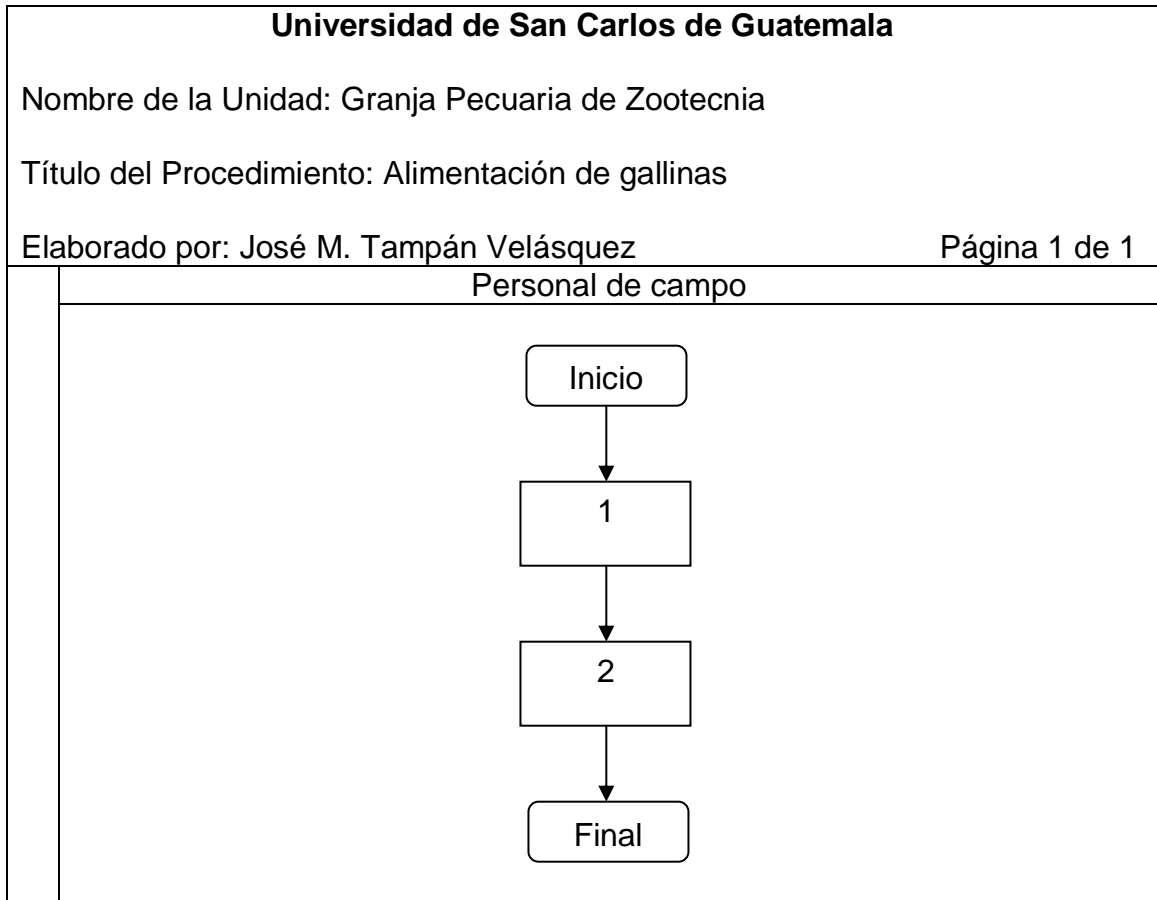 Universidad de San Carlos de Guatemala
Nombre de la Unidad: Granja Pecuaria de Zootecnia
Título del Procedimiento: Alimentación de gallinas
Elaborado por: José M. Tampán Velásquez Página 1 de 1
Personal de campo
Inicio
1
2
Final